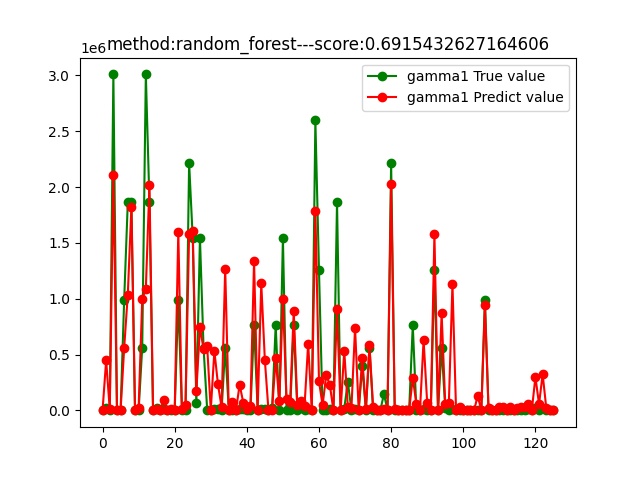 method:random_forest---score:0.6915432627164606
1e6
gamma1 True value
gamma1 Predict value
3.0
2.5
2.0
1.5
1.0
0.5
0.0
0 20 40 60 80 100 120